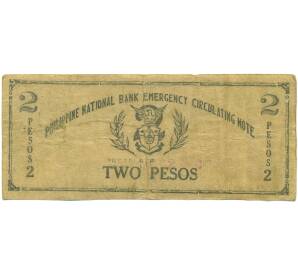 2 2
PHILIPPINE NATIONAL BANK EMERGENCY CIRCULATING NOTE
PESOS PESOS
2 TWO PESOS 2